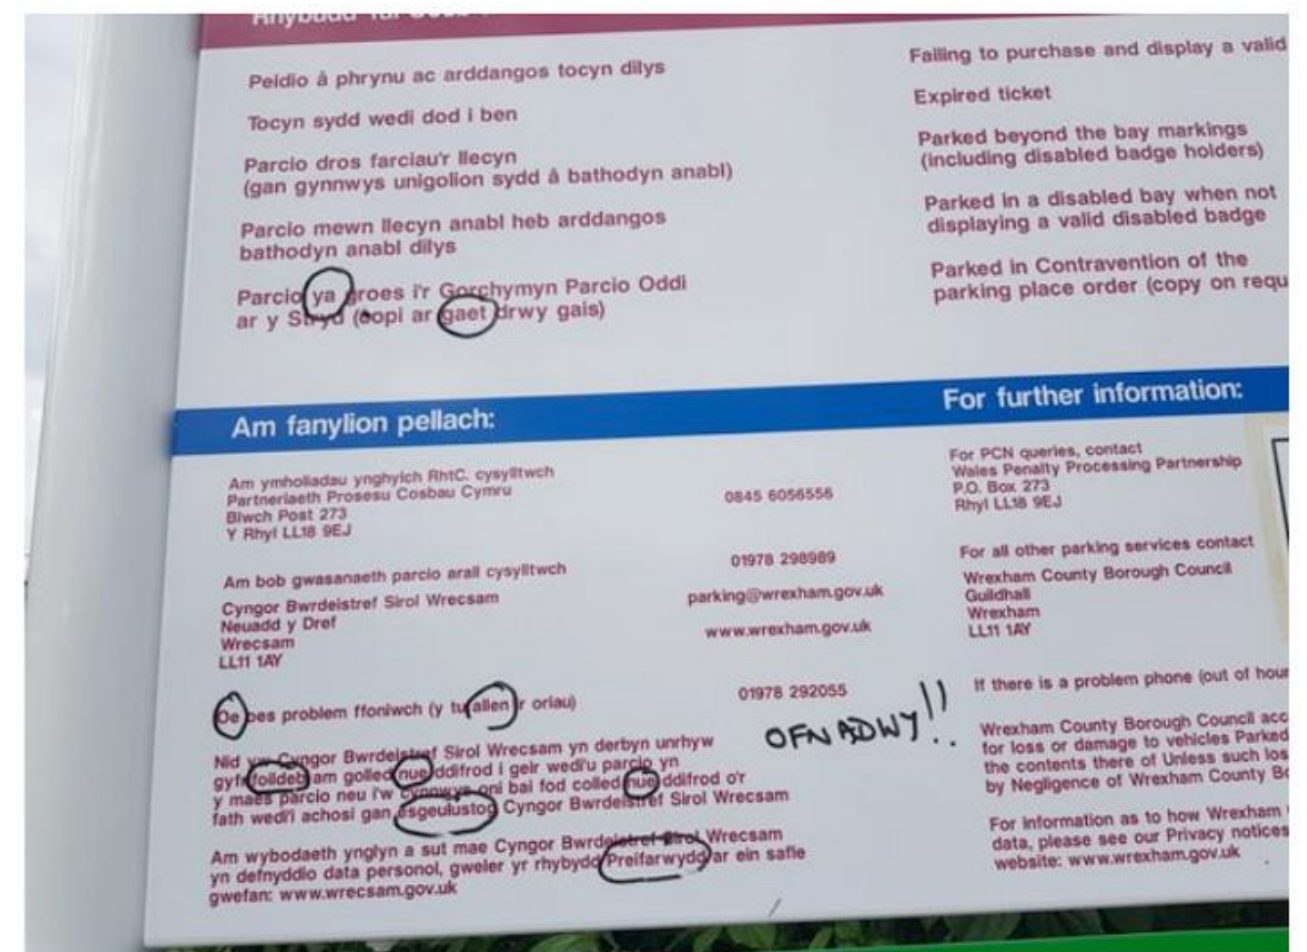 Rhybudd
Peidio â phrynu ac arddangos tocyn dilys
Tocyn sydd wedi dod i ben
Parcio dros farciau'r llecyn
(gan gynnwys unigolion sydd â bathodyn anabl)
Parcio mewn llecyn anabl heb arddangos
bathodyn anabl dilys
Parcio ya groes i'r Gorchymyn Parcio Oddi
ar y Stryd (copi ar gaet drwy gais)
Failing to purchase and display a valid
Expired ticket
Parked beyond the bay markings
(including disabled badge holders)
Parked in a disabled bay when not
displaying a valid disabled badge
Parked in Contravention of the
parking place order (copy on requ
Am fanylion pellach:
For further information:
Am ymholiadau ynghylch RhtC. cysylltwch
Partneriaeth Prosesu Cosbau Cymru
Blwch Post 273
Y Rhyl LL18 9EJ
0845 6056556
For PCN queries, contact
Wales Penalty Processing Partnership
P.O. Box 273
Rhyl LL18 9EJ
Am bob gwasanaeth parcio arall cysylltwch
Cyngor Bwrdeistref Sirol Wrecsam
Neuadd y Dref
Wrecsam
LL11 1AY
01978 298989
parking@wrexham.gov.uk
www.wrexham.gov.uk
For all other parking services contact
Wrexham County Borough Council
Guildhall
Wrexham
LL11 1AY
Oe bes problem ffoniwch (y tu allen r oriau)
01978 292055
If there is a problem phone (out of hour
OFNADWY!!
Nid yw Cyngor Bwrdeistref Sirol Wrecsam yn derbyn unrhyw
am golled nue ddifrod i geir wedi'u parcio yn
y maes parcio neu i'w cynnwys oni bai fod colled nue ddifrod o'r
fath wedi'i achosi gan esgeulustod Cyngor Bwrdeistref Sirol Wrecsam
Wrexham County Borough Council acc
for loss or damage to vehicles Parked
the contents there of Unless such los
by Negligence of Wrexham County Bo
Am wybodaeth ynglyn a sut mae Cyngor Bwrdeistref Sirol Wrecsam
yn defnyddio data personol, gweler yr rhybydd Preifarwydd ar ein safle
gwefan: www.wrecsam.gov.uk
For Information as to how Wrexham
data, please see our Privacy notices
website: www.wrexham.gov.uk